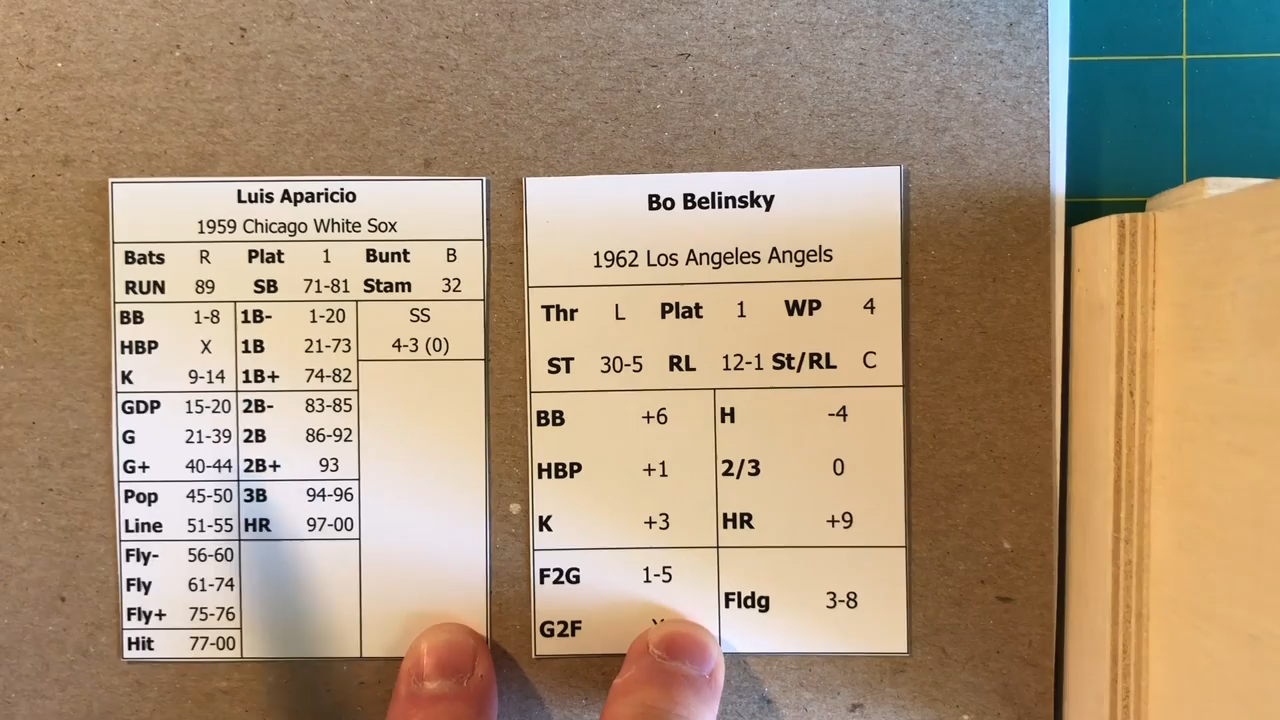 Luis Aparicio
1959 Chicago White Sox
Bats R Plat 1 Bunt B
RUN 89 SB 71-81 Stam 32
BB 1-8 1B- 1-20 SS
HBP X 1B 21-73 4-3 (0)
K 9-14 1B+ 74-82
GDP 15-20 2B- 83-85
G 21-39 2B 86-92
G+ 40-44 2B+ 93
Pop 45-50 3B 94-96
Line 51-55 HR 97-00
Fly- 56-60
Fly 61-74
Fly+ 75-76
Hit 77-00
Bo Belinsky
1962 Los Angeles Angels
Thr L Plat 1 WP 4
ST 30-5 RL 12-1 St/RL C
BB +6 H -4
HBP +1 2/3 0
K +3 HR +9
F2G 1-5
Fldg 3-8
G2F